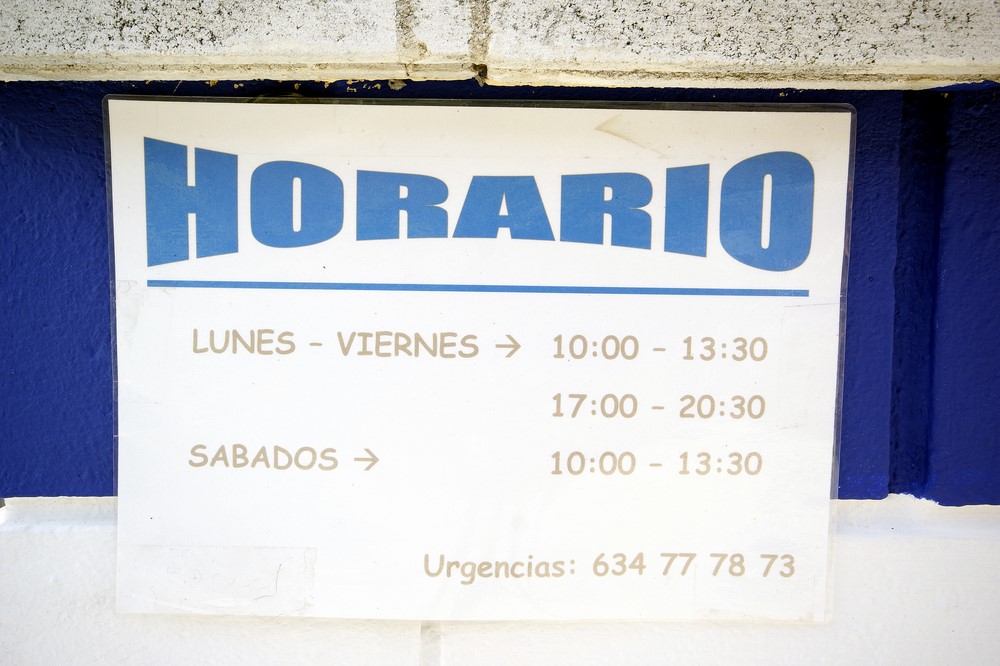 HORARIO
LUNES - VIERNES → 10:00 - 13:30
17:00 - 20:30
SABADOS → 10:00 - 13:30
Urgencias: 634 77 78 73